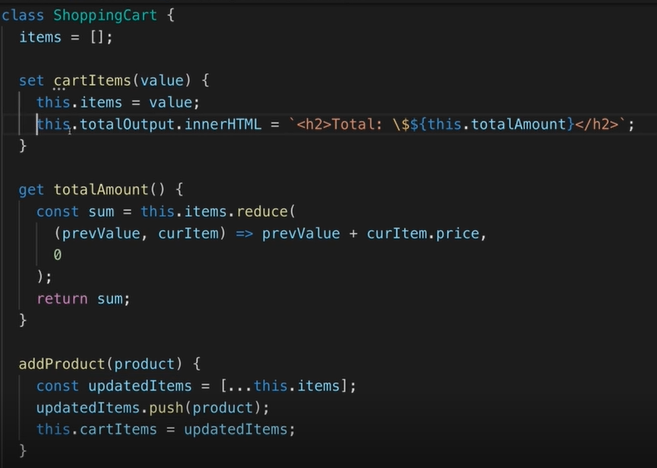 class ShoppingCart {
  items = [];

  set cartItems(value) {
    this.items = value;
    this.totalOutput.innerHTML = `<h2>Total: \$${this.totalAmount}</h2>`;
  }

  get totalAmount() {
    const sum = this.items.reduce(
      (prevValue, curItem) => prevValue + curItem.price,
      0
    );
    return sum;
  }

  addProduct(product) {
    const updatedItems = [...this.items];
    updatedItems.push(product);
    this.cartItems = updatedItems;
  }